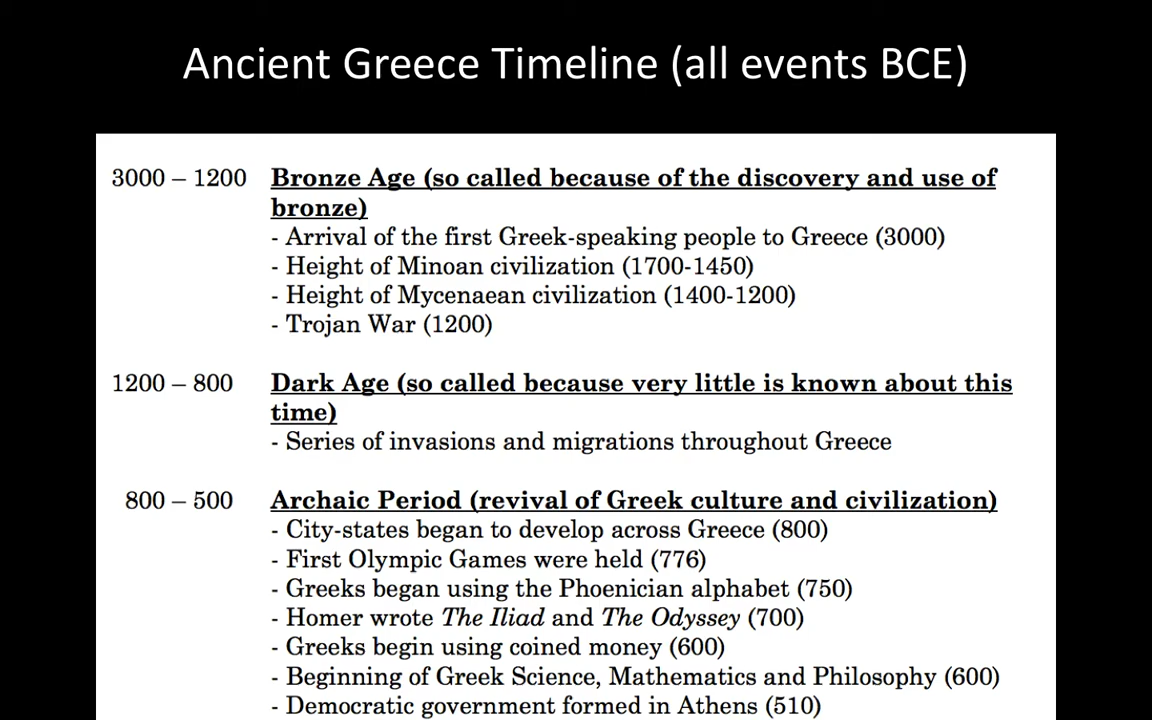 Ancient Greece Timeline (all events BCE)
3000 – 1200 Bronze Age (so called because of the discovery and use of
bronze)
- Arrival of the first Greek-speaking people to Greece (3000)
- Height of Minoan civilization (1700-1450)
- Height of Mycenaean civilization (1400-1200)
- Trojan War (1200)
1200 – 800 Dark Age (so called because very little is known about this
time)
- Series of invasions and migrations throughout Greece
800 – 500 Archaic Period (revival of Greek culture and civilization)
- City-states began to develop across Greece (800)
- First Olympic Games were held (776)
- Greeks began using the Phoenician alphabet (750)
- Homer wrote The Iliad and The Odyssey (700)
- Greeks begin using coined money (600)
- Beginning of Greek Science, Mathematics and Philosophy (600)
- Democratic government formed in Athens (510)